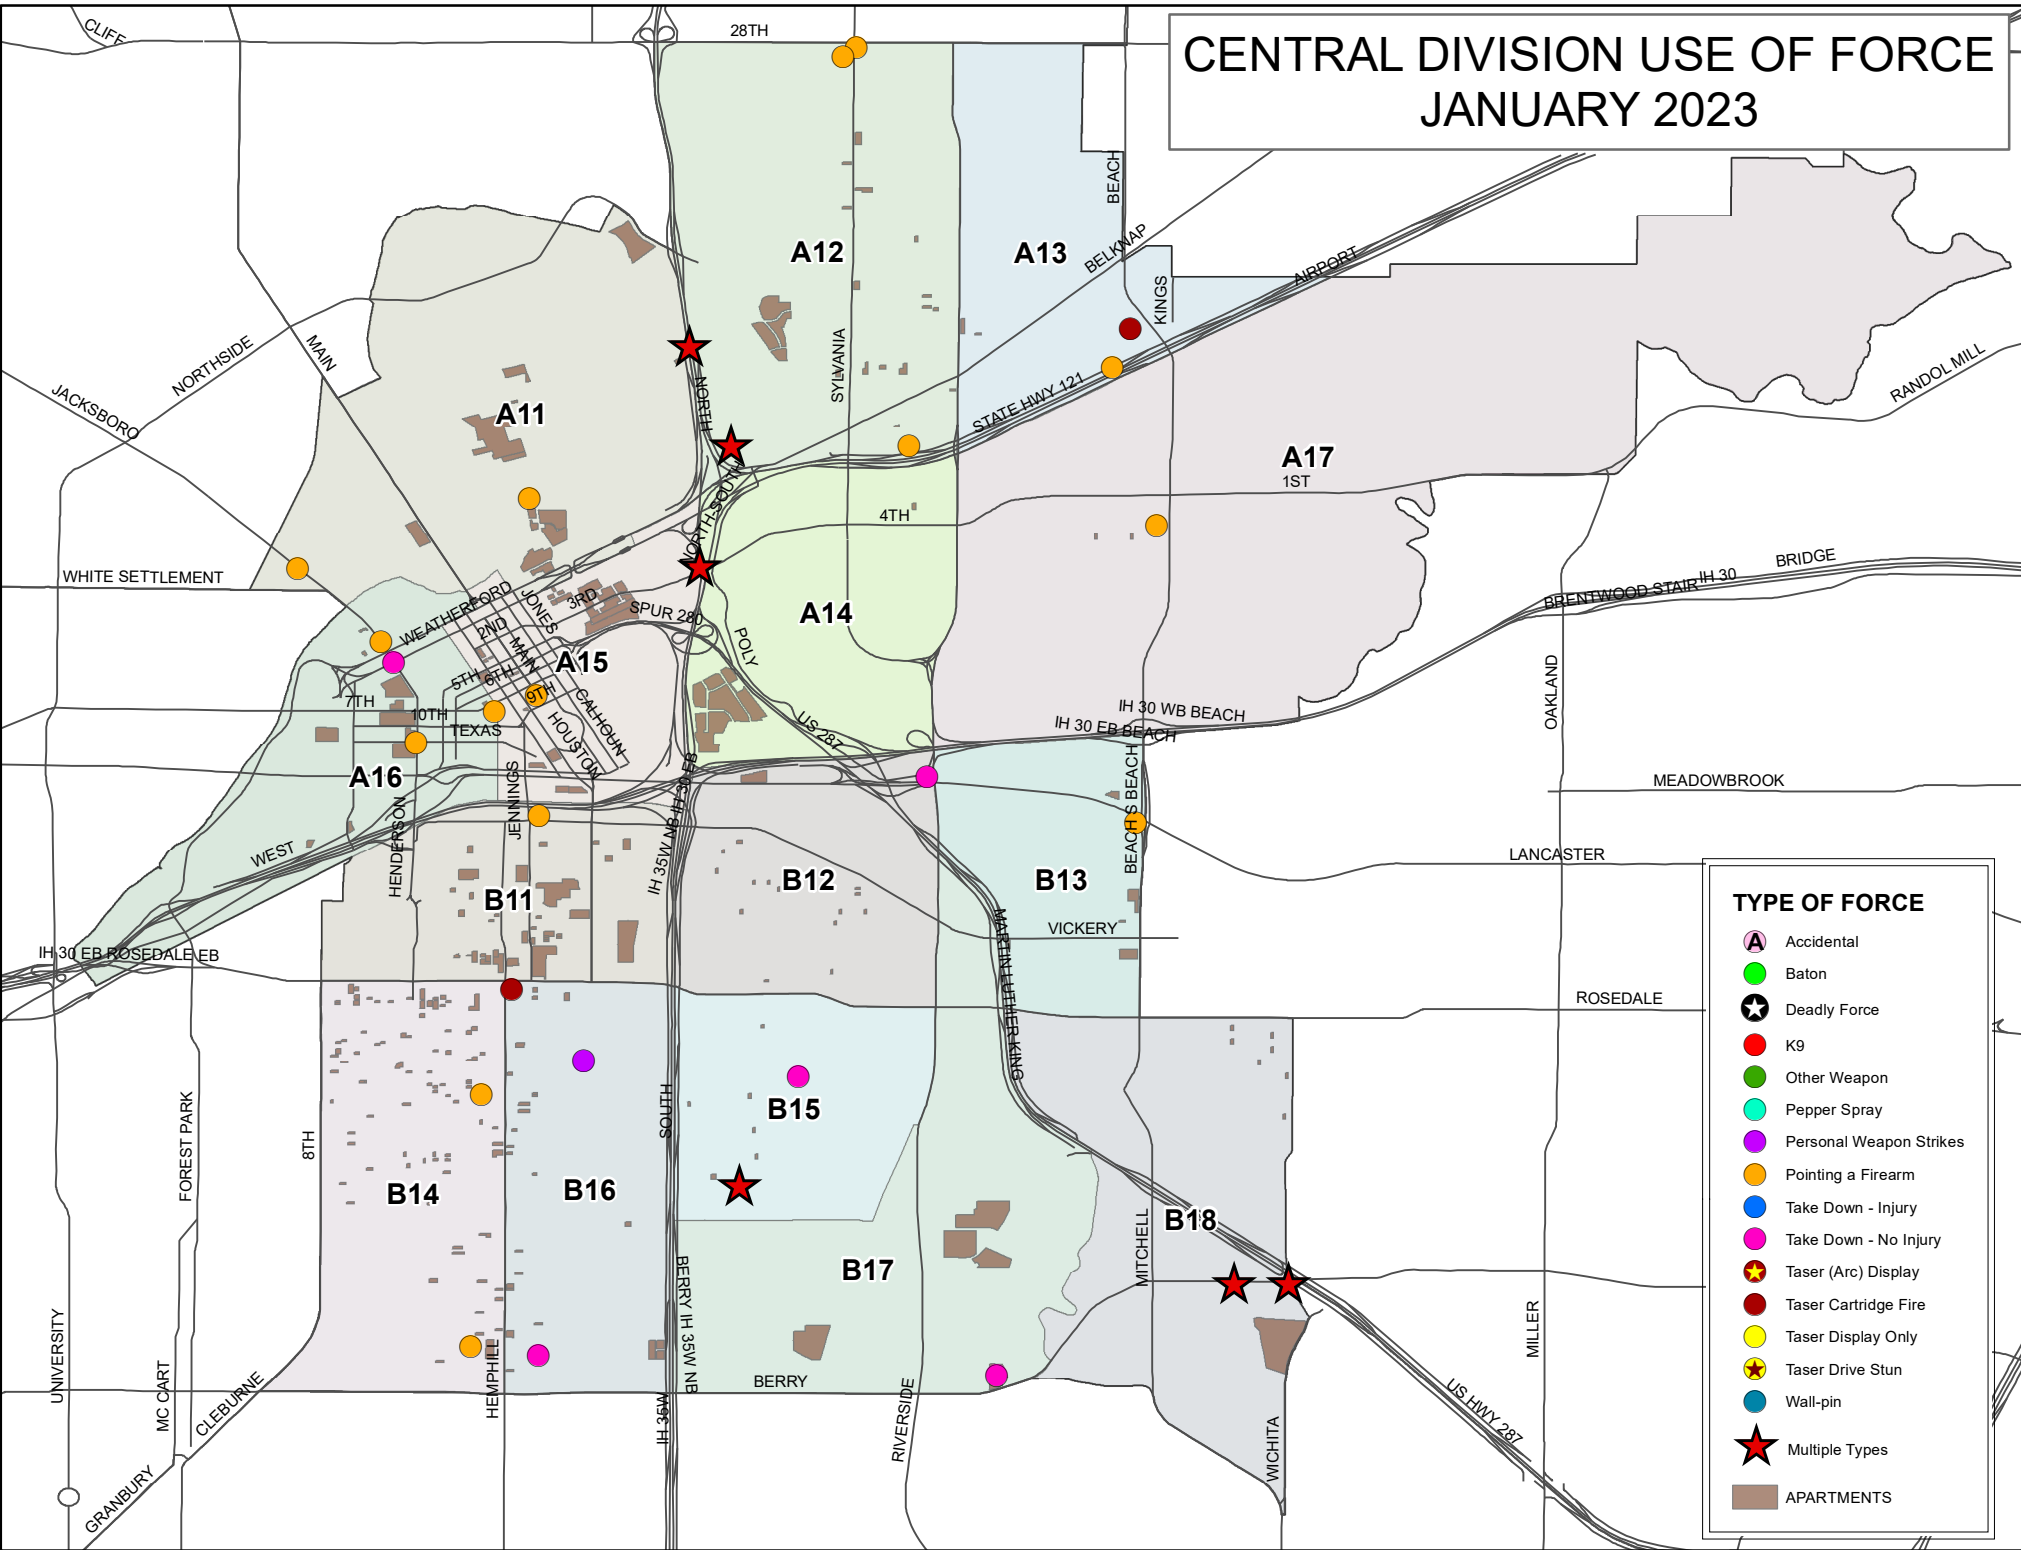 CENTRAL DIVISION USE OF FORCE
JANUARY 2023
CLIFF
28TH
BEACH
BELKNAP
AIRPORT
KINGS
A12
A13
NORTHSIDE
MAIN
JACKSBORO
A11
NORTH
SYLVANIA
STATE HWY 121
RANDOL MILL
A17
1ST
NORTH-SOUTH
4TH
WHITE SETTLEMENT
WEATHERFORD
JONES
3RD
2ND
SPUR 280
MAIN
A14
A15
POLY
BRIDGE
IH 30
BRENTWOOD STAIR
5TH
6TH
9TH
7TH
10TH
TEXAS
CALHOUN
HOUSTON
US 287
IH 30 WB BEACH
IH 30 EB BEACH
OAKLAND
A16
MEADOWBROOK
HENDERSON
JENNINGS
IH 35W NB IH 30 EB
BEACH S BEACH
WEST
LANCASTER
B11
B12
B13
VICKERY
MARTIN LUTHER KING
IH 30 EB ROSEDALE EB
ROSEDALE
FOREST PARK
8TH
SOUTH
B15
B14
B16
B18
MITCHELL
B17
BERRY IH 35W NB
UNIVERSITY
MC CART
CLEBURNE
HEMPHILL
BERRY
IH 35W
RIVERSIDE
WICHITA
US HWY 287
MILLER
GRANBURY
TYPE OF FORCE
A Accidental
Baton
Deadly Force
K9
Other Weapon
Pepper Spray
Personal Weapon Strikes
Pointing a Firearm
Take Down - Injury
Take Down - No Injury
Taser (Arc) Display
Taser Cartridge Fire
Taser Display Only
Taser Drive Stun
Wall-pin
Multiple Types
APARTMENTS